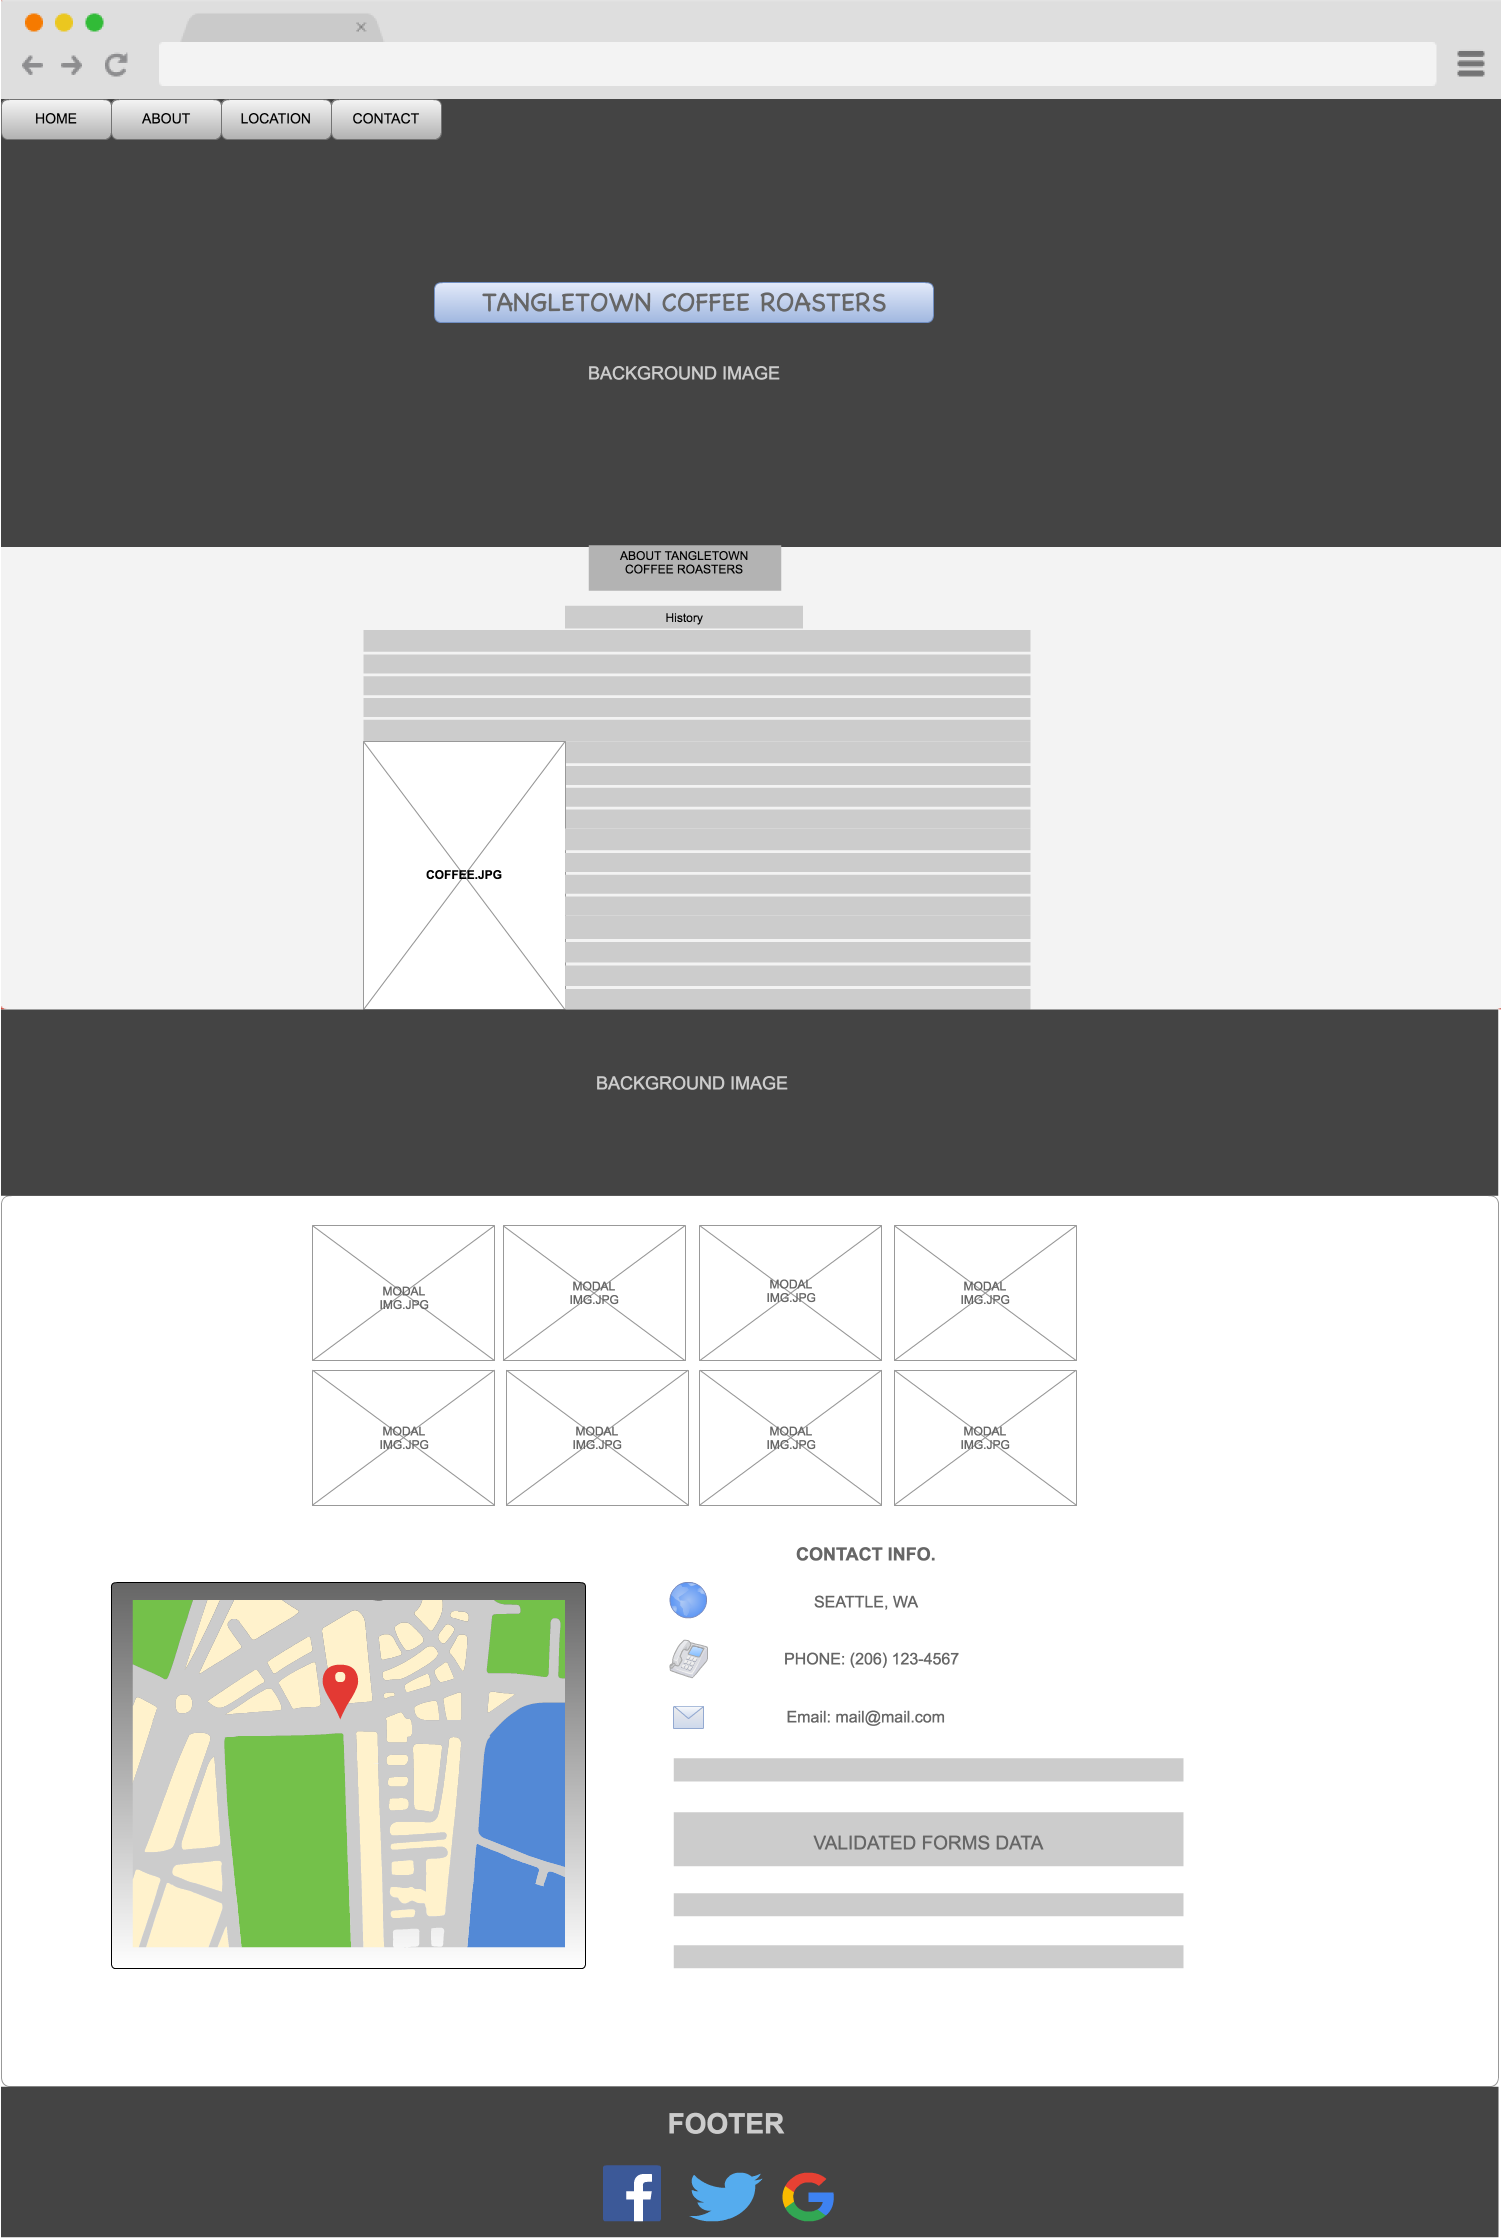 HOME
ABOUT
LOCATION
CONTACT
TANGLETOWN COFFEE ROASTERS
BACKGROUND IMAGE
ABOUT TANGLETOWN
COFFEE ROASTERS
History
COFFEE.JPG
BACKGROUND IMAGE
MODAL
IMG.JPG
MODAL
IMG.JPG
MODAL
IMG.JPG
MODAL
IMG.JPG
MODAL
IMG.JPG
MODAL
IMG.JPG
MODAL
IMG.JPG
MODAL
IMG.JPG
CONTACT INFO.
SEATTLE, WA
PHONE: (206) 123-4567
Email: mail@mail.com
VALIDATED FORMS DATA
FOOTER